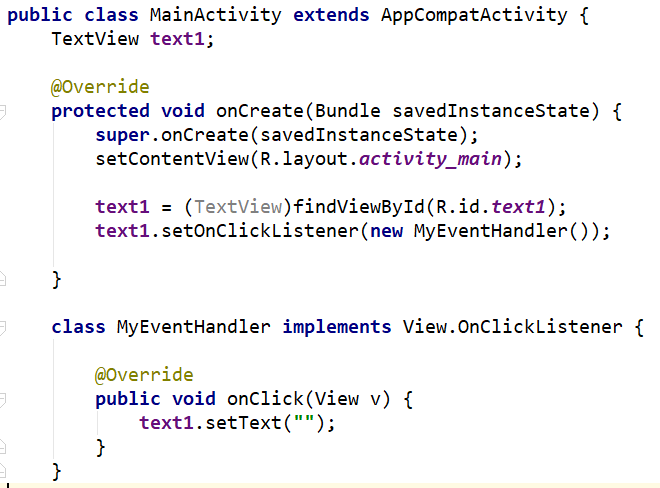 public class MainActivity extends AppCompatActivity {
TextView text1;
@Override
protected void onCreate(Bundle savedInstanceState) {
super.onCreate(savedInstanceState);
setContentView(R.layout.activity_main);
text1 = (TextView)findViewById(R.id.text1);
text1.setOnClickListener(new MyEventHandler());
}
class MyEventHandler implements View.OnClickListener {
@Override
public void onClick(View v) {
text1.setText("");
}
}